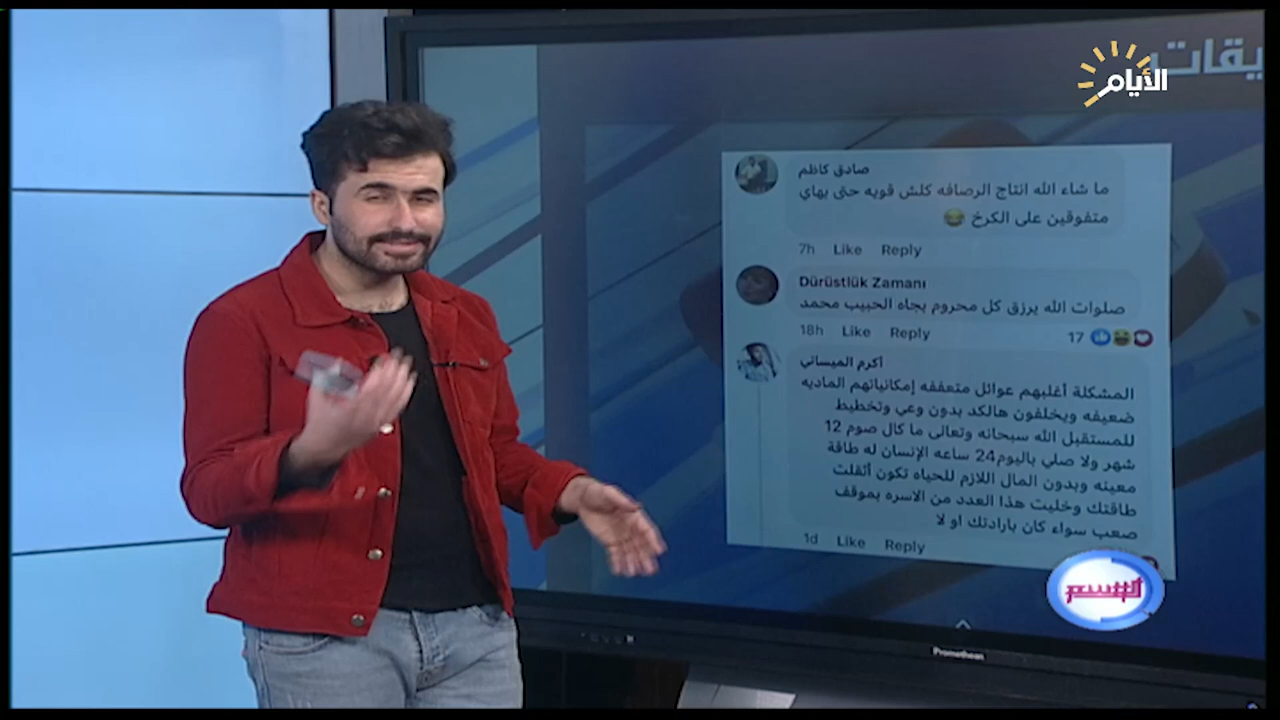 يقات
الأيام
صادق كاظم
ما شاء الله انتاج الرصافه كلش قويه حتى بهاي
متفوقين على الكرخ 😂
7h Like Reply
Dürüstlük Zamanı
صلوات الله يرزق كل محروم بجاه الحبيب محمد
18h Like Reply 17
أكرم الميساني
المشكلة أغلبهم عوائل متعففه إمكانياتهم الماديه
ضعيفه ويخلفون هالكد بدون وعي وتخطيط
للمستقبل الله سبحانه وتعالى ما كال صوم 12
شهر ولا صلي باليوم24 ساعه الإنسان له طاقة
معينه وبدون المال اللازم للحياه تكون أثقلت
طاقتك وخليت هذا العدد من الاسره بموقف
صعب سواء كان بارادتك او لا
1d Like Reply
Promethean